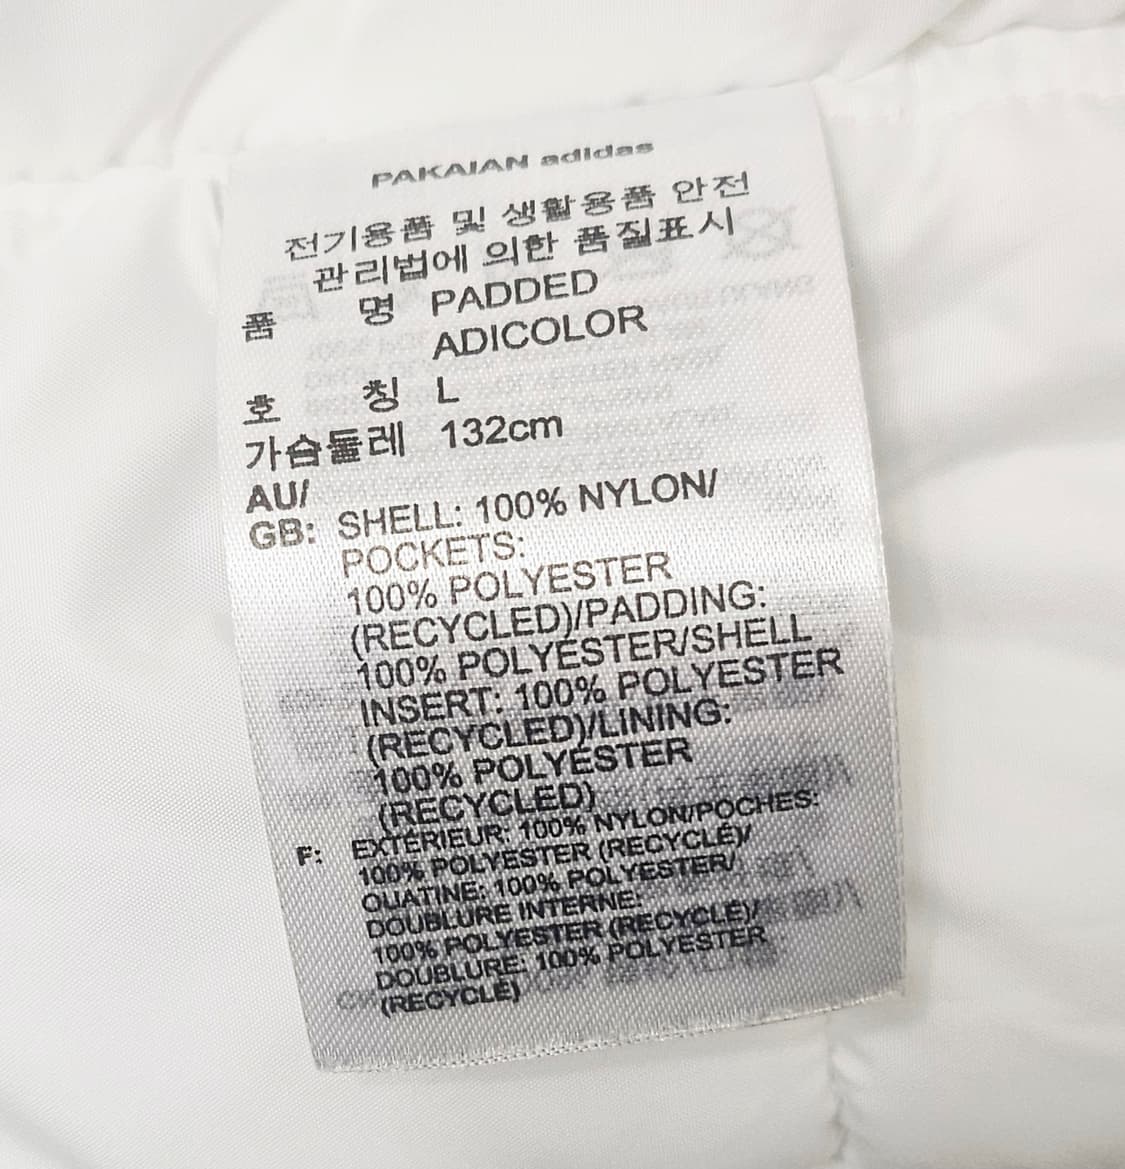 PAKAIAN adidas
전기용품 및 생활용품 안전
관리법에 의한 품질표시
품 명 PADDED
ADICOLOR
호 칭 L
가슴둘레 132cm
AU/
GB: SHELL: 100% NYLON/
POCKETS:
100% POLYESTER
(RECYCLED)/PADDING:
100% POLYESTER/SHELL
INSERT: 100% POLYESTER
(RECYCLED)/LINING:
100% POLYESTER
(RECYCLED)
F: EXTÉRIEUR: 100% NYLON/POCHES:
100% POLYESTER (RECYCLÉ)/
OUATINE: 100% POLYESTER/
DOUBLURE INTERNE:
100% POLYESTER (RECYCLÉ)/
DOUBLURE: 100% POLYESTER
(RECYCLÉ)